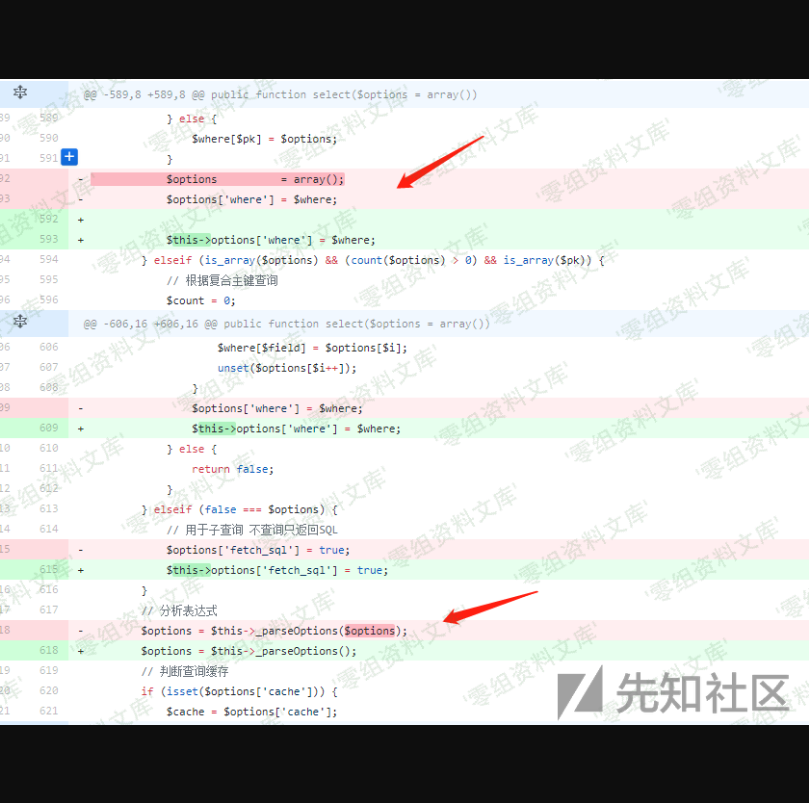 @@ -589,8 +589,8 @@ public function select($options = array())
89 589 } else {
90 590 $where[$pk] = $options;
91 591 + }
92 - $options = array();
93 - $options['where'] = $where;
592 +
593 + $this->options['where'] = $where;
94 594 } elseif (is_array($options) && (count($options) > 0) && is_array($pk)) {
95 595 // 根据复合主键查询
96 596 $count = 0;
@@ -606,16 +606,16 @@ public function select($options = array())
06 606 $where[$field] = $options[$i];
07 607 unset($options[$i++]);
08 608 }
09 - $options['where'] = $where;
609 + $this->options['where'] = $where;
10 610 } else {
11 611 return false;
12 612 }
13 613 } elseif (false === $options) {
14 614 // 用于子查询 不查询只返回SQL
15 - $options['fetch_sql'] = true;
615 + $this->options['fetch_sql'] = true;
16 616 }
17 617 // 分析表达式
18 - $options = $this->_parseOptions($options);
618 + $options = $this->_parseOptions();
19 619 // 判断查询缓存
20 620 if (isset($options['cache'])) {
21 621 $cache = $options['cache'];
零组资料文库
先知社区